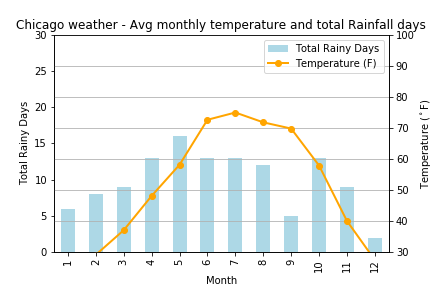 Chicago weather - Avg monthly temperature and total Rainfall days
Total Rainy Days
Temperature (F)
30
25
20
15
10
5
0
Total Rainy Days
100
90
80
70
60
50
40
30
Temperature (°F)
1 2 3 4 5 6 7 8 9 10 11 12
Month